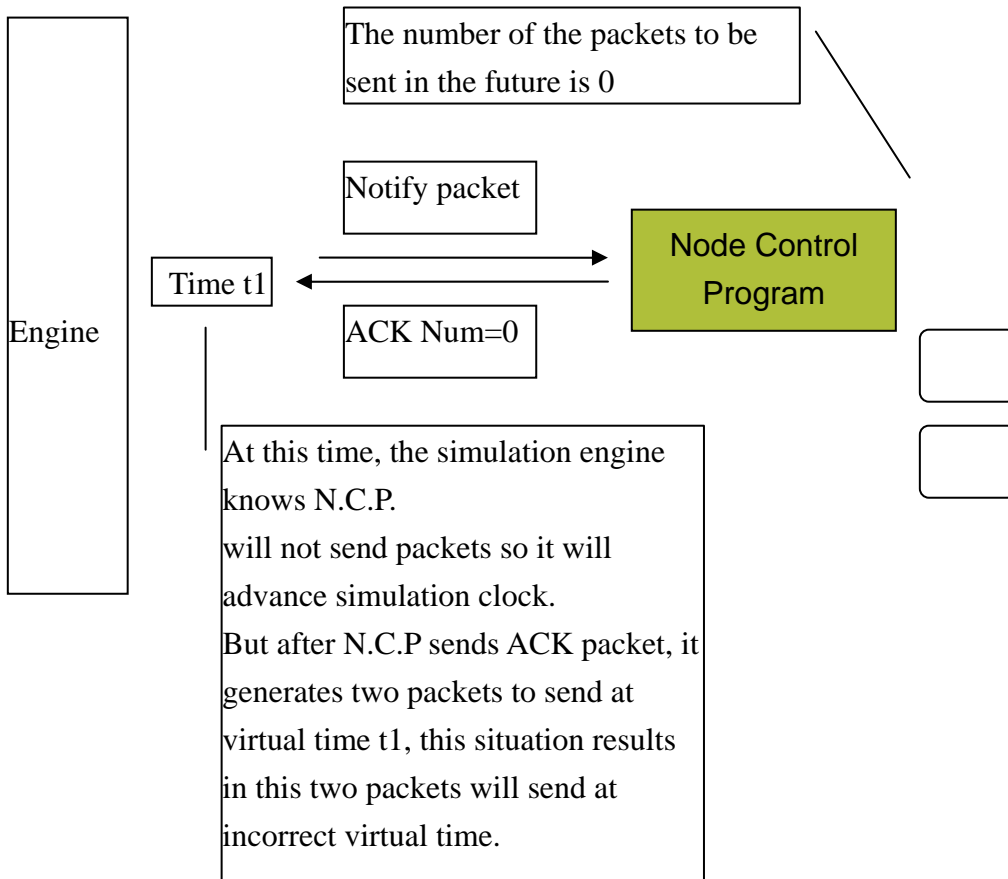 The number of the packets to be
sent in the future is 0
Notify packet
Node Control
Program
Time t1
Engine
ACK Num=0
At this time, the simulation engine
knows N.C.P.
will not send packets so it will
advance simulation clock.
But after N.C.P sends ACK packet, it
generates two packets to send at
virtual time t1, this situation results
in this two packets will send at
incorrect virtual time.